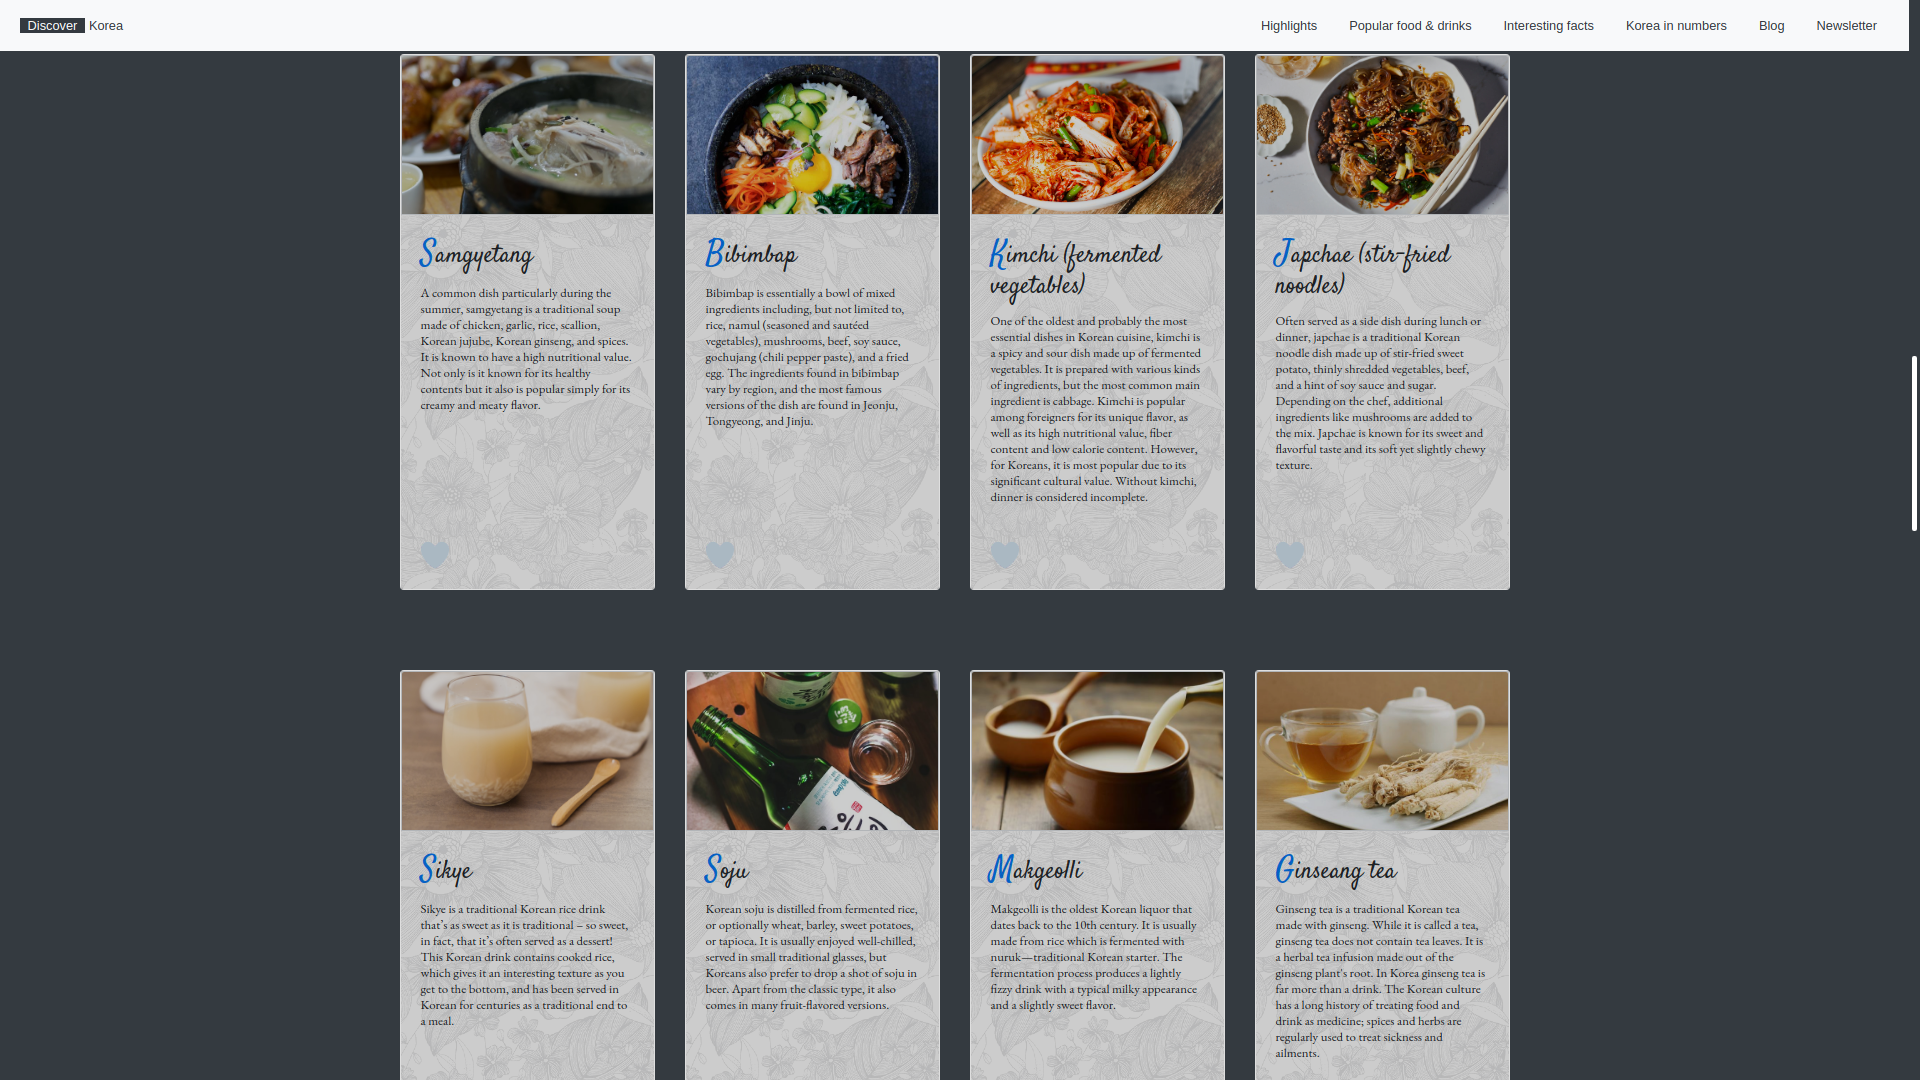 Discover Korea
Highlights
Popular food & drinks
Interesting facts
Korea in numbers
Blog
Newsletter
Samgyetang
A common dish particularly during the
summer, samgyetang is a traditional soup
made of chicken, garlic, rice, scallion,
Korean jujube, Korean ginseng, and spices.
It is known to have a high nutritional value.
Not only is it known for its healthy
contents but it also is popular simply for its
creamy and meaty flavor.
Bibimbap
Bibimbap is essentially a bowl of mixed
ingredients including, but not limited to,
rice, namul (seasoned and sautéed
vegetables), mushrooms, beef, soy sauce,
gochujang (chili pepper paste), and a fried
egg. The ingredients found in bibimbap
vary by region, and the most famous
versions of the dish are found in Jeonju,
Tongyeong, and Jinju.
Kimchi (fermented
vegetables)
One of the oldest and probably the most
essential dishes in Korean cuisine, kimchi is
a spicy and sour dish made up of fermented
vegetables. It is prepared with various kinds
of ingredients, but the most common main
ingredient is cabbage. Kimchi is popular
among foreigners for its unique flavor, as
well as its high nutritional value, fiber
content and low calorie content. However,
for Koreans, it is most popular due to its
significant cultural value. Without kimchi,
dinner is considered incomplete.
Japchae (stir-fried
noodles)
Often served as a side dish during lunch or
dinner, japchae is a traditional Korean
noodle dish made up of stir-fried sweet
potato, thinly shredded vegetables, beef,
and a hint of soy sauce and sugar.
Depending on the chef, additional
ingredients like mushrooms are added to
the mix. Japchae is known for its sweet and
flavorful taste and its soft yet slightly chewy
texture.
Sikye
Sikye is a traditional Korean rice drink
that’s as sweet as it is traditional – so sweet,
in fact, that it’s often served as a dessert!
This Korean drink contains cooked rice,
which gives it an interesting texture as you
get to the bottom, and has been served in
Korean for centuries as a traditional end to
a meal.
Soju
Korean soju is distilled from fermented rice,
or optionally wheat, barley, sweet potatoes,
or tapioca. It is usually enjoyed well-chilled,
served in small traditional glasses, but
Koreans also prefer to drop a shot of soju in
beer. Apart from the classic type, it also
comes in many fruit-flavored versions.
Makgeolli
Makgeolli is the oldest Korean liquor that
dates back to the 10th century. It is usually
made from rice which is fermented with
nuruk—traditional Korean starter. The
fermentation process produces a lightly
fizzy drink with a typical milky appearance
and a slightly sweet flavor.
Ginseang tea
Ginseng tea is a traditional Korean tea
made with ginseng. While it is called a tea,
ginseng tea does not contain tea leaves. It is
a herbal tea infusion made out of the
ginseng plant's root. In Korea ginseng tea is
far more than a drink. The Korean culture
has a long history of treating food and
drink as medicine; spices and herbs are
regularly used to treat sickness and
ailments.